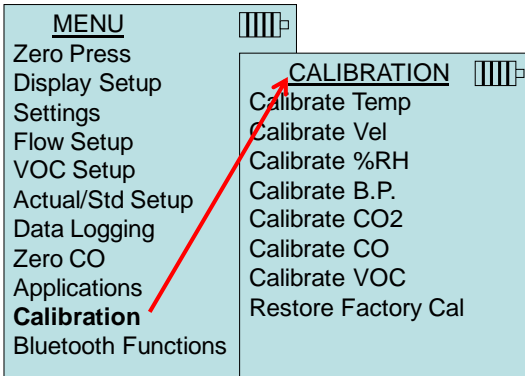 MENU
Zero Press
Display Setup
Settings
Flow Setup
VOC Setup
Actual/Std Setup
Data Logging
Zero CO
Applications
Calibration
Bluetooth Functions
CALIBRATION
Calibrate Temp
Calibrate Vel
Calibrate %RH
Calibrate B.P.
Calibrate CO2
Calibrate CO
Calibrate VOC
Restore Factory Cal